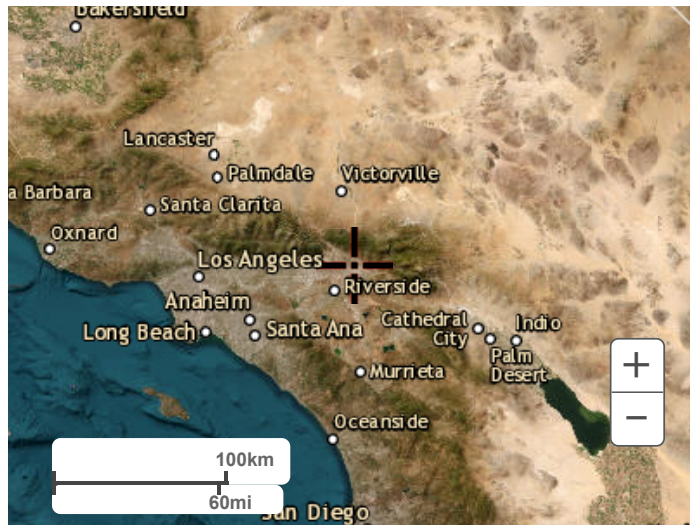 Bakersfield
Lancaster
Palmdale
Victorville
a Barbara
Santa Clarita
Oxnard
Los Angeles
Riverside
Anaheim
Cathedral
City
Indio
Long Beach
Santa Ana
Palm
Desert
Murrieta
+
−
Oceanside
100km
60mi
San Diego